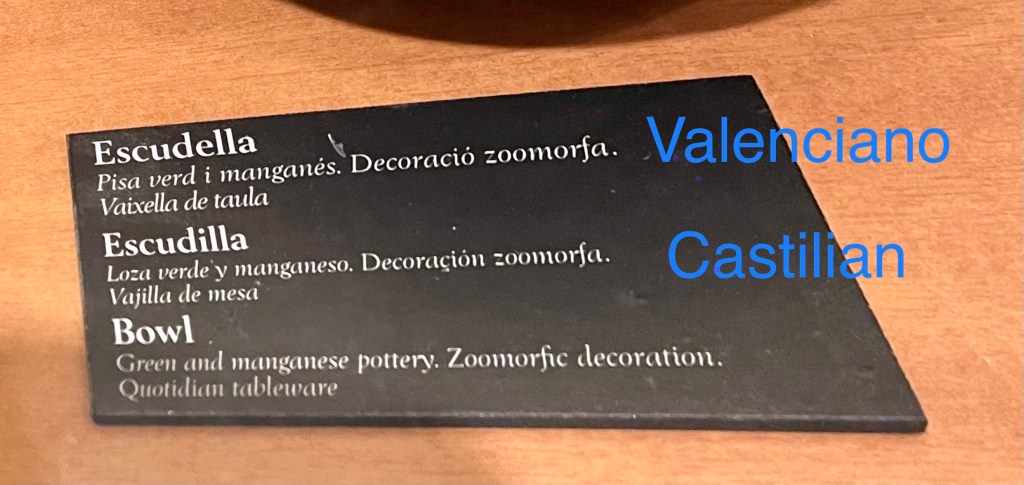 Escudella
Pisa verd i manganés. Decoració zoomorfa.
Vaixella de taula
Valenciano
Escudilla
Loza verde y manganeso. Decoración zoomorfa.
Vajilla de mesa
Castilian
Bowl
Green and manganese pottery. Zoomorfic decoration.
Quotidian tableware